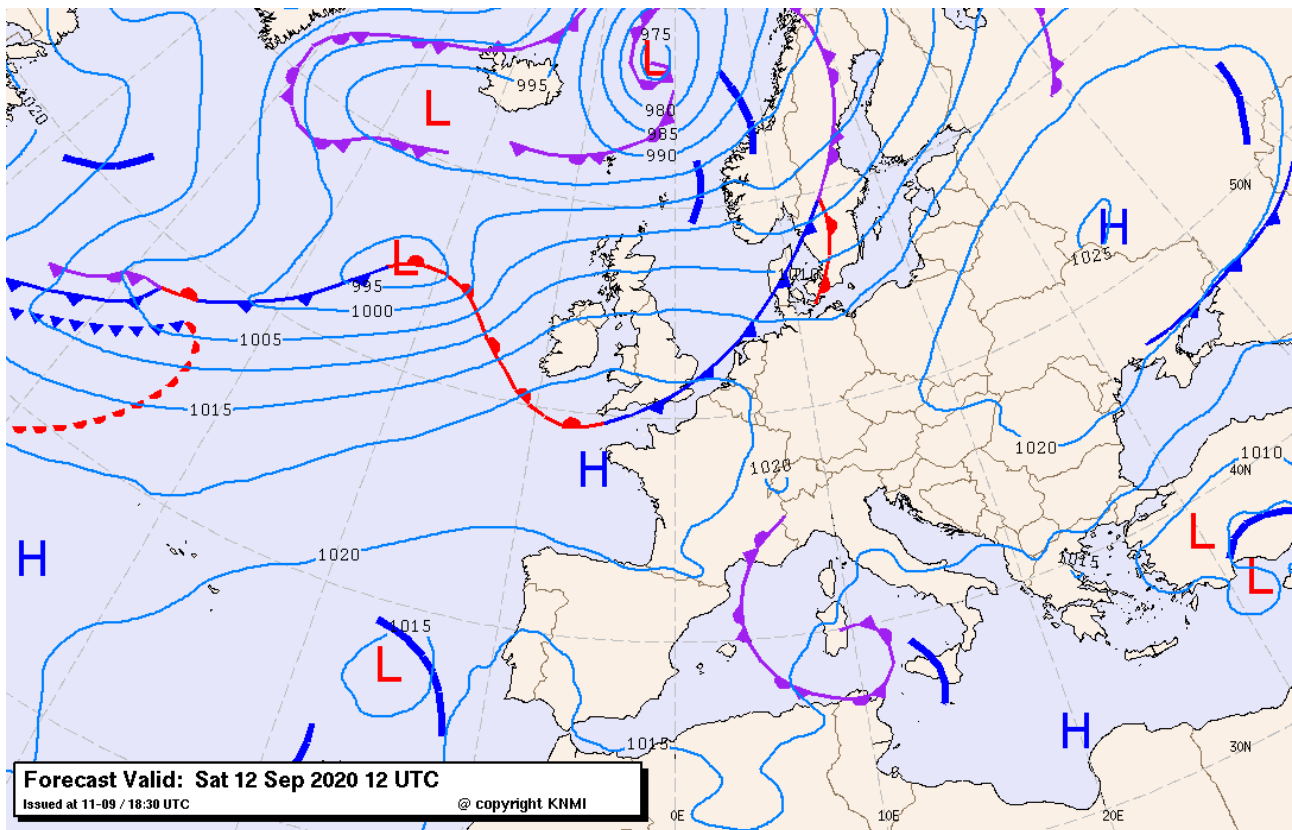 975
L
995
L
980
985
990
1020
50N
H
1025
L
995
1000
1010
1005
1015
1020
1020
1010
40N
H
L
H
1020
1015
L
1015
L
H
1015
30N
Forecast Valid: Sat 12 Sep 2020 12 UTC
Issued at 11-09 / 18:30 UTC
@ copyright KNMI
0E
10E
20E